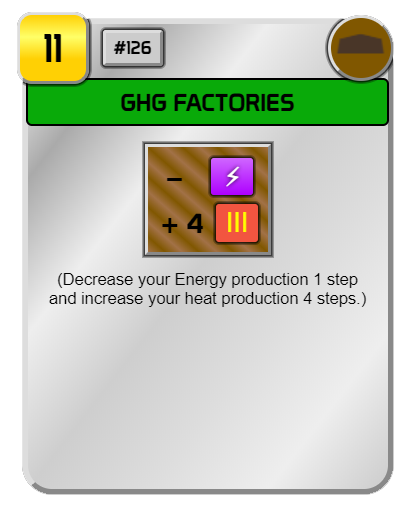 11
#126
GHG FACTORIES
–
+ 4
(Decrease your Energy production 1 step
and increase your heat production 4 steps.)